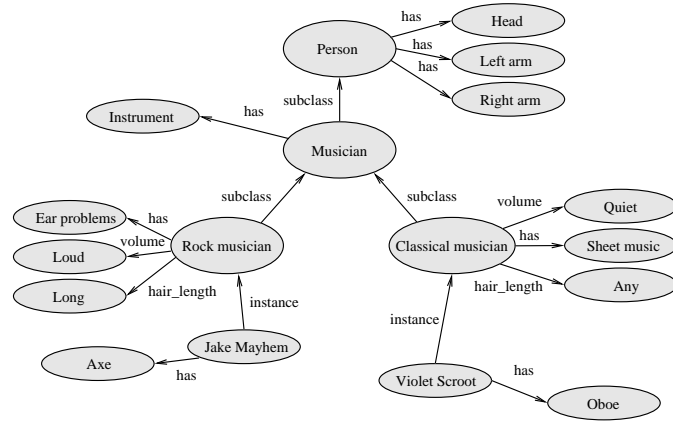 has
Head
Person
has
Left arm
has
Right arm
subclass
Instrument
has
Musician
subclass
subclass
Ear problems
has
volume
Quiet
Loud
volume
Rock musician
Classical musician
has
Sheet music
Long
hair_length
hair_length
Any
instance
instance
Jake Mayhem
Axe
has
Violet Scroot
has
Oboe